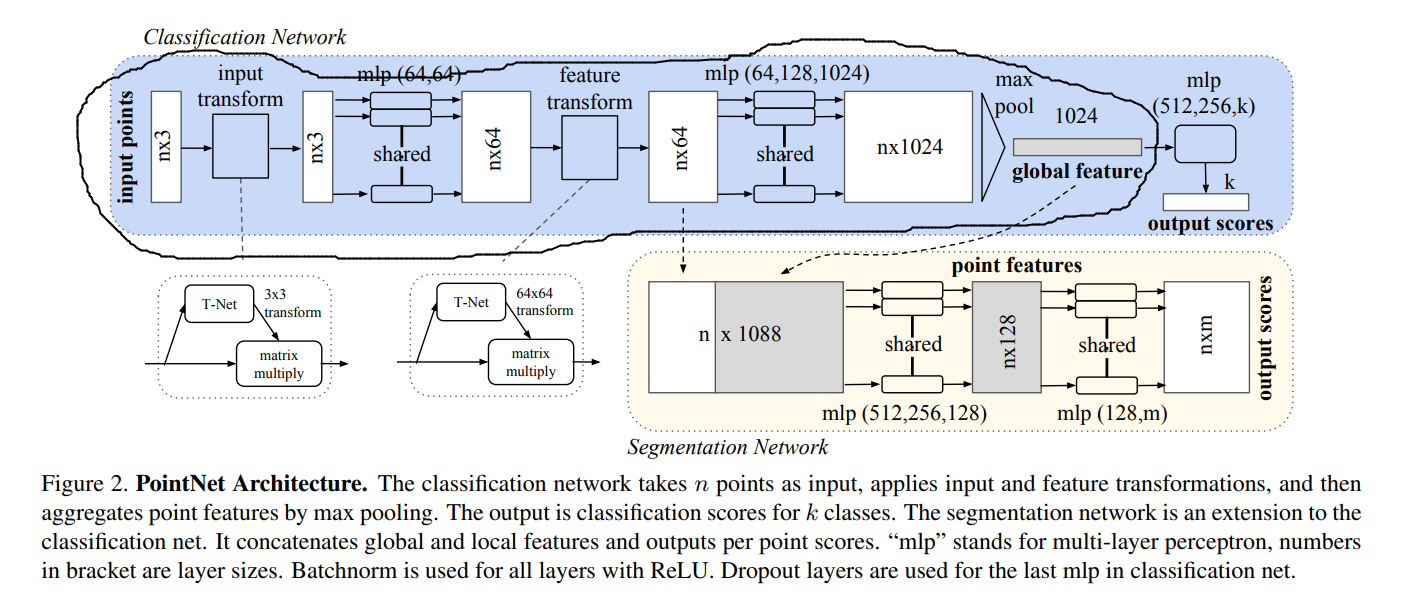 Classification Network
input points
nx3
input
transform
nx3
mlp (64,64)
shared
nx64
feature
transform
nx64
mlp (64,128,1024)
shared
nx1024
max
pool
1024
global feature
mlp
(512,256,k)
k
output scores
T-Net
3x3
transform
matrix
multiply
T-Net
64x64
transform
matrix
multiply
point features
n x 1088
shared
mlp (512,256,128)
nx128
shared
mlp (128,m)
nxm
output scores
Segmentation Network
Figure 2. PointNet Architecture. The classification network takes n points as input, applies input and feature transformations, and then
aggregates point features by max pooling. The output is classification scores for k classes. The segmentation network is an extension to the
classification net. It concatenates global and local features and outputs per point scores. “mlp” stands for multi-layer perceptron, numbers
in bracket are layer sizes. Batchnorm is used for all layers with ReLU. Dropout layers are used for the last mlp in classification net.